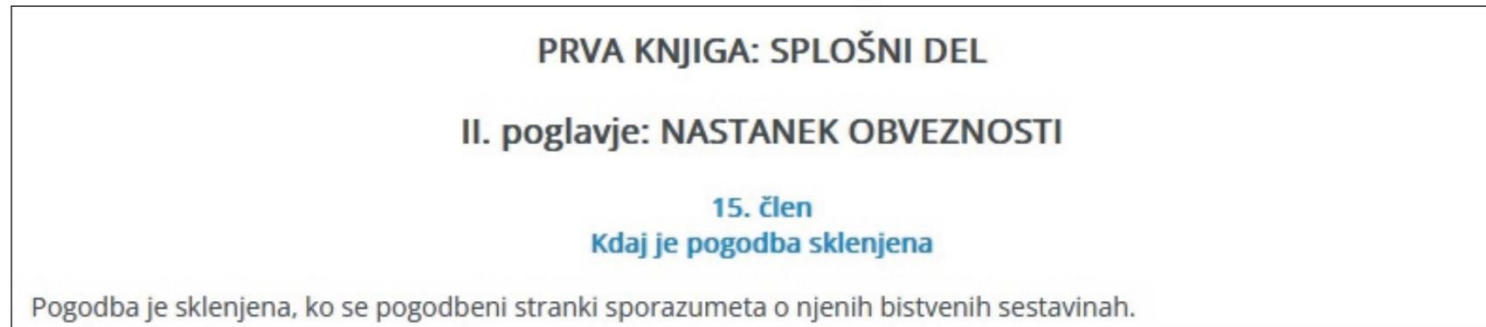 PRVA KNJIGA: SPLOŠNI DEL
II. poglavje: NASTANEK OBVEZNOSTI
15. člen
Kdaj je pogodba sklenjena
Pogodba je sklenjena, ko se pogodbeni stranki sporazumeta o njenih bistvenih sestavinah.